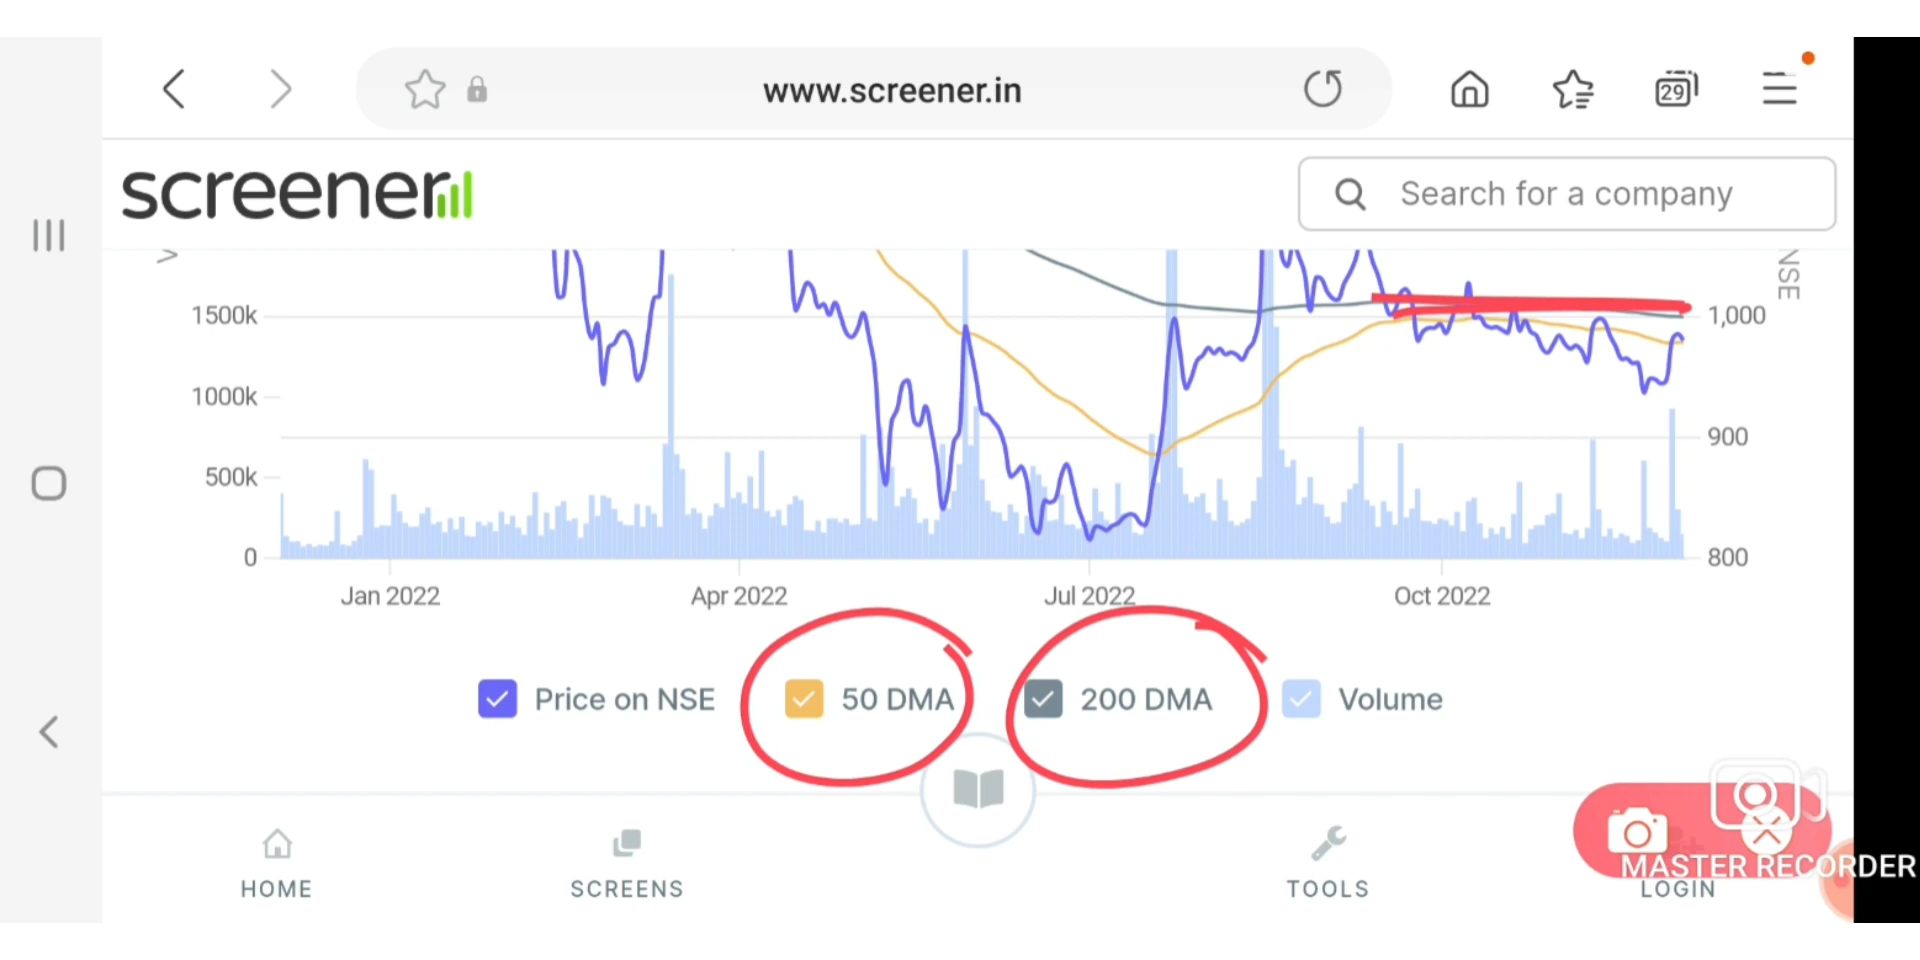 www.screener.in
29
screener
Search for a company
NSE
1500k
1,000
1000k
900
500k
0
800
Jan 2022
Apr 2022
Jul 2022
Oct 2022
Price on NSE
50 DMA
200 DMA
Volume
MASTER RECORDER
HOME
SCREENS
TOOLS
LOGIN